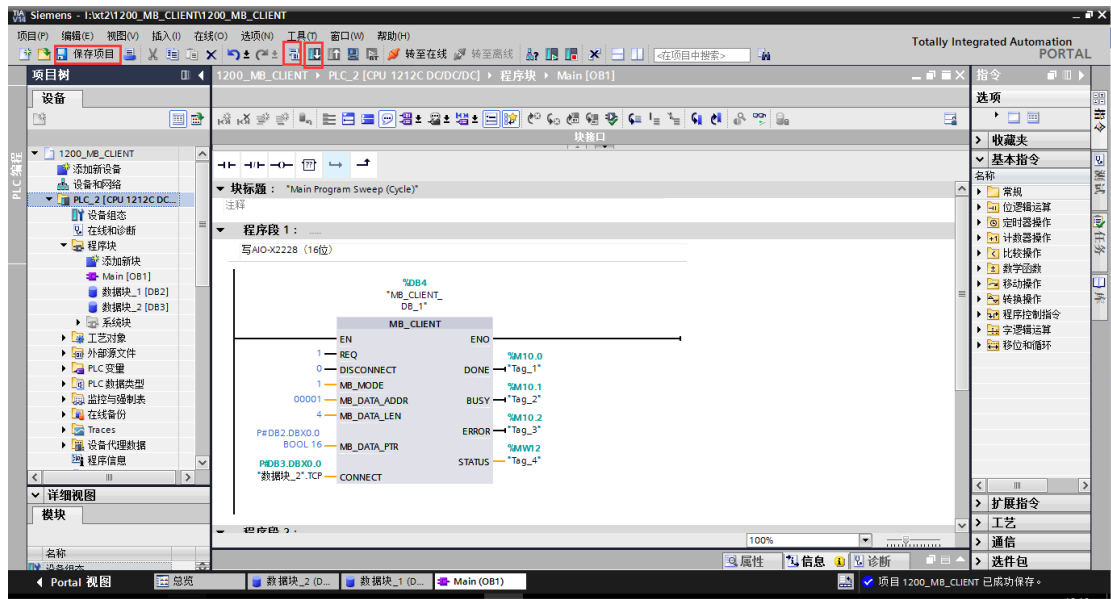 Siemens - I:\xt2\1200_MB_CLIENT\1200_MB_CLIENT
项目(P) 编辑(E) 视图(V) 插入(I) 在线(O) 选项(N) 工具(T) 窗口(W) 帮助(H)
Totally Integrated Automation
PORTAL
保存项目 转至在线 转至离线 <在项目中搜索>
项目树
1200_MB_CLIENT ▸ PLC_2 [CPU 1212C DC/DC/DC] ▸ 程序块 ▸ Main [OB1]
指令
设备
选项
块接口
PLC 编程
1200_MB_CLIENT
添加新设备
设备和网络
PLC_2 [CPU 1212C DC...
设备组态
在线和诊断
程序块
添加新块
Main [OB1]
数据块_1 [DB2]
数据块_2 [DB3]
系统块
工艺对象
外部源文件
PLC 变量
PLC 数据类型
监控与强制表
在线备份
Traces
设备代理数据
程序信息
详细视图
模块
名称
块标题： "Main Program Sweep (Cycle)"
注释
程序段 1： .....
写AIO-X2228（16位）
%DB4
"MB_CLIENT_
DB_1"
MB_CLIENT
EN ENO
1 REQ %M10.0
0 DISCONNECT DONE "Tag_1"
1 MB_MODE %M10.1
00001 MB_DATA_ADDR BUSY "Tag_2"
4 MB_DATA_LEN %M10.2
P#DB2.DBX0.0 ERROR "Tag_3"
BOOL 16 MB_DATA_PTR %MW12
P#DB3.DBX0.0 STATUS "Tag_4"
"数据块_2".TCP CONNECT
100%
属性 信息 诊断
收藏夹
基本指令
名称
常规
位逻辑运算
定时器操作
计数器操作
比较操作
数学函数
移动操作
转换操作
程序控制指令
字逻辑运算
移位和循环
扩展指令
工艺
通信
选件包
测试
任务
库
Portal 视图 总览 数据块_2 (D... 数据块_1 (D... Main (OB1) 项目 1200_MB_CLIENT 已成功保存。